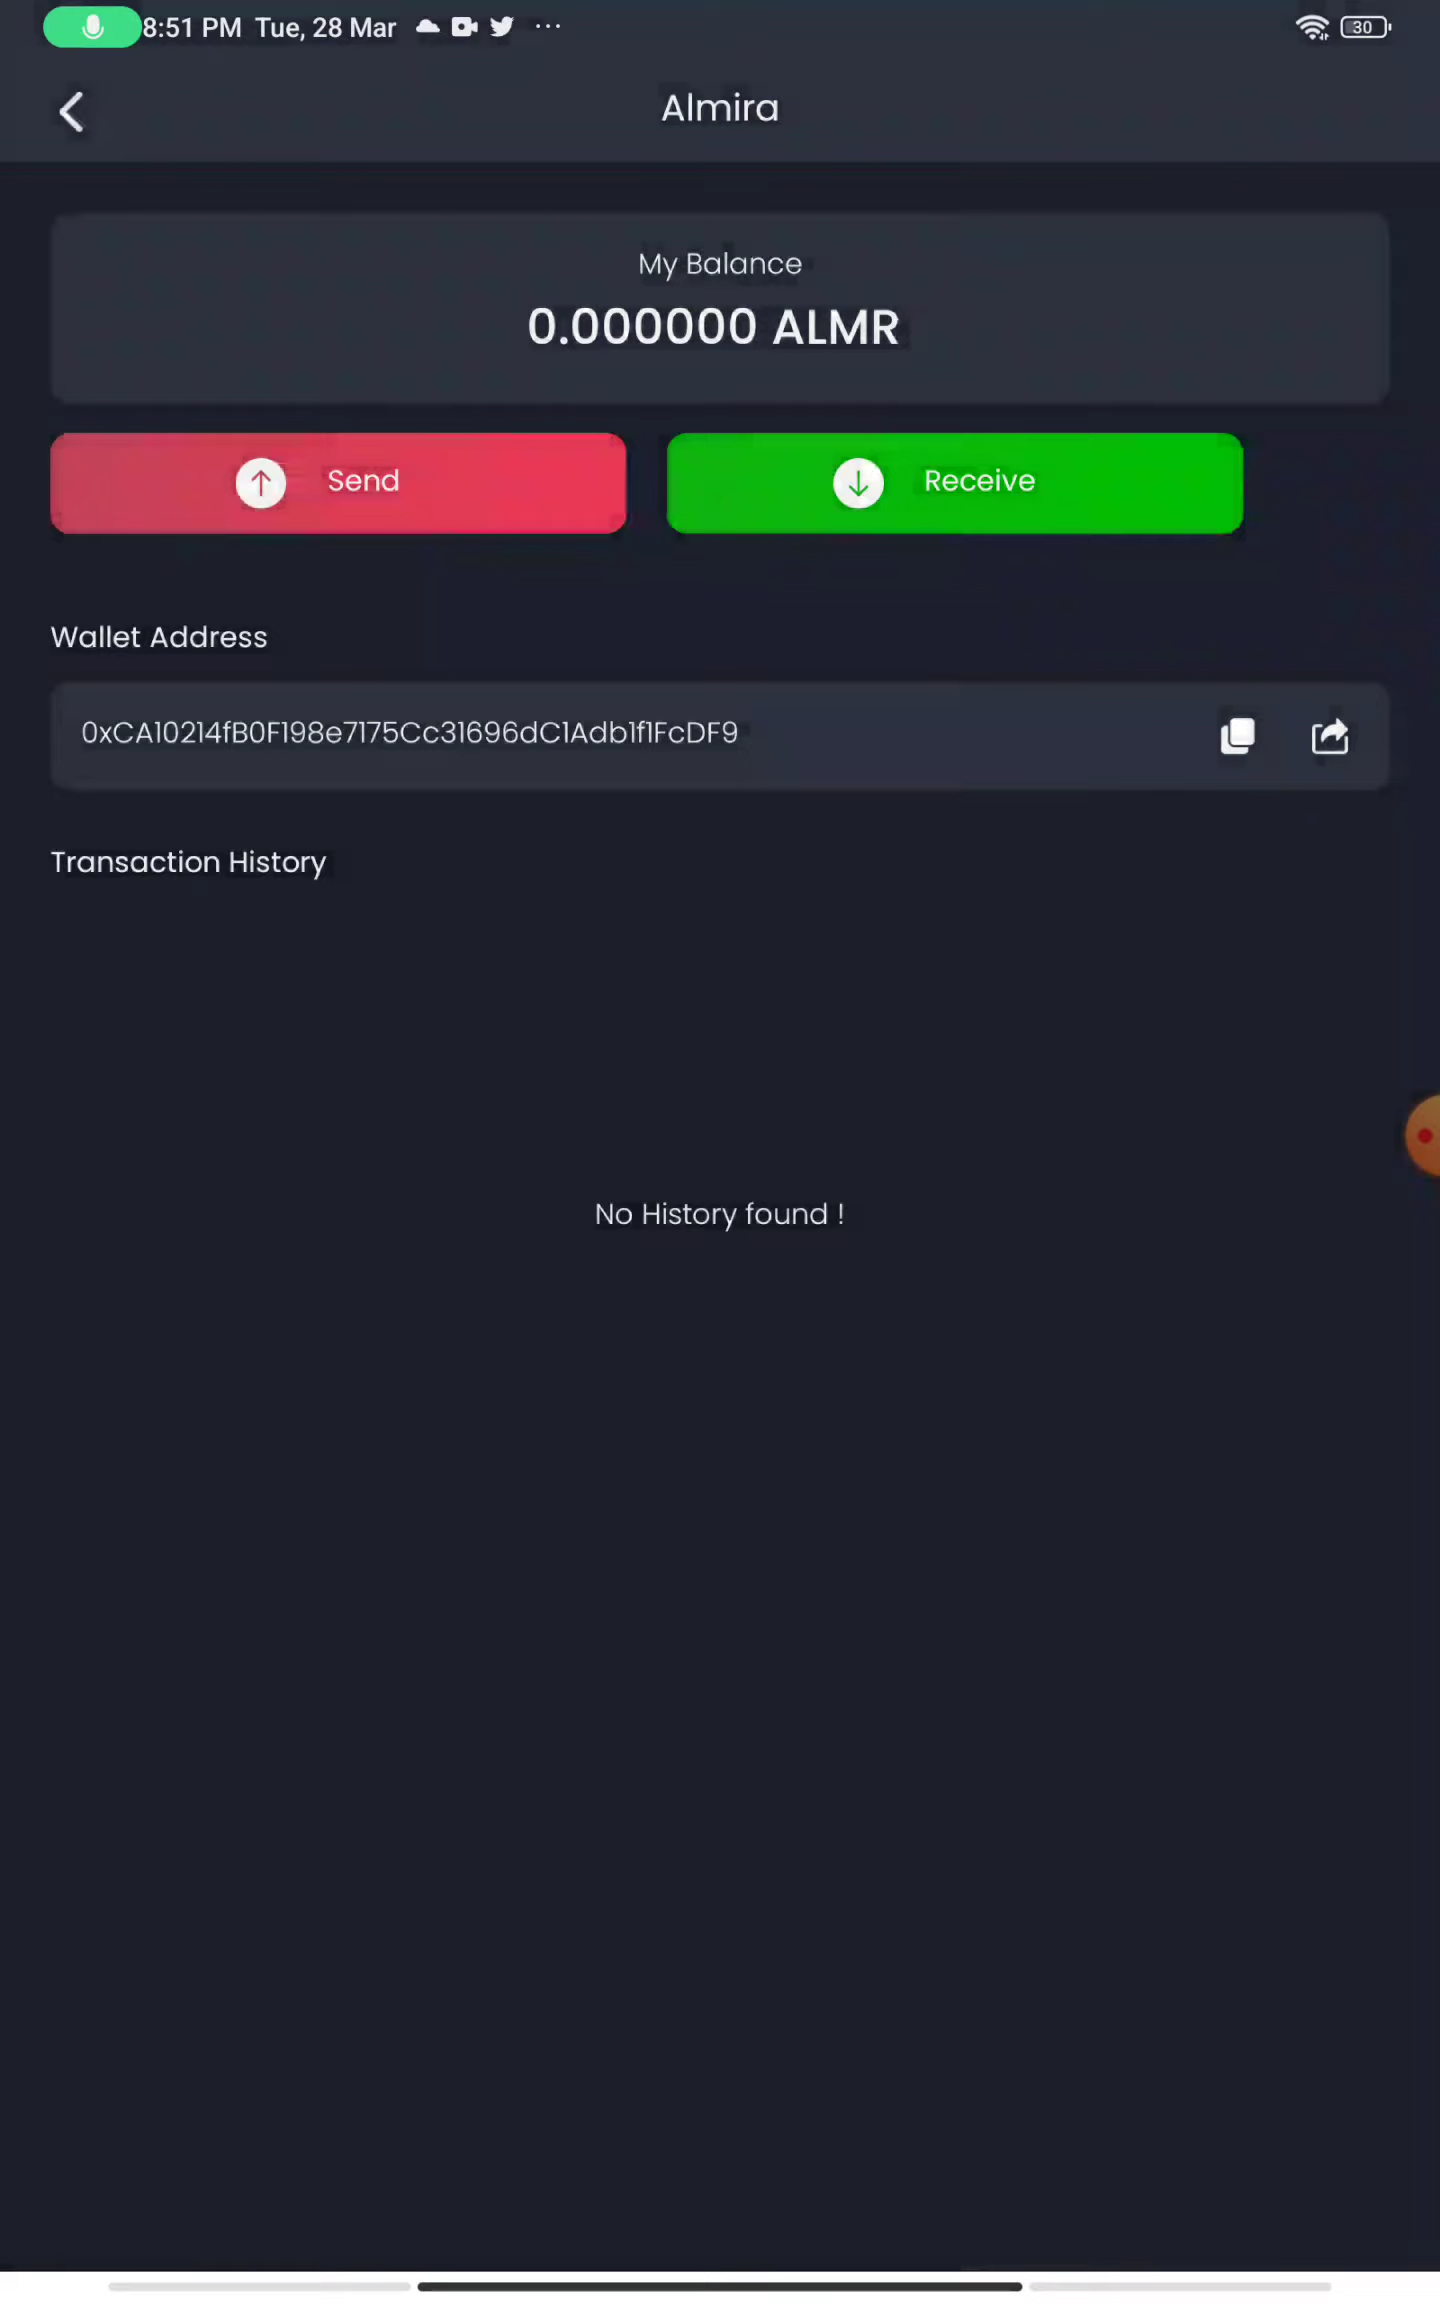 8:51 PM Tue, 28 Mar ... 30
Almira
My Balance
0.000000 ALMR
Send
Receive
Wallet Address
0xCA10214fB0F198e7175Cc31696dC1Adb1f1FcDF9
Transaction History
No History found !